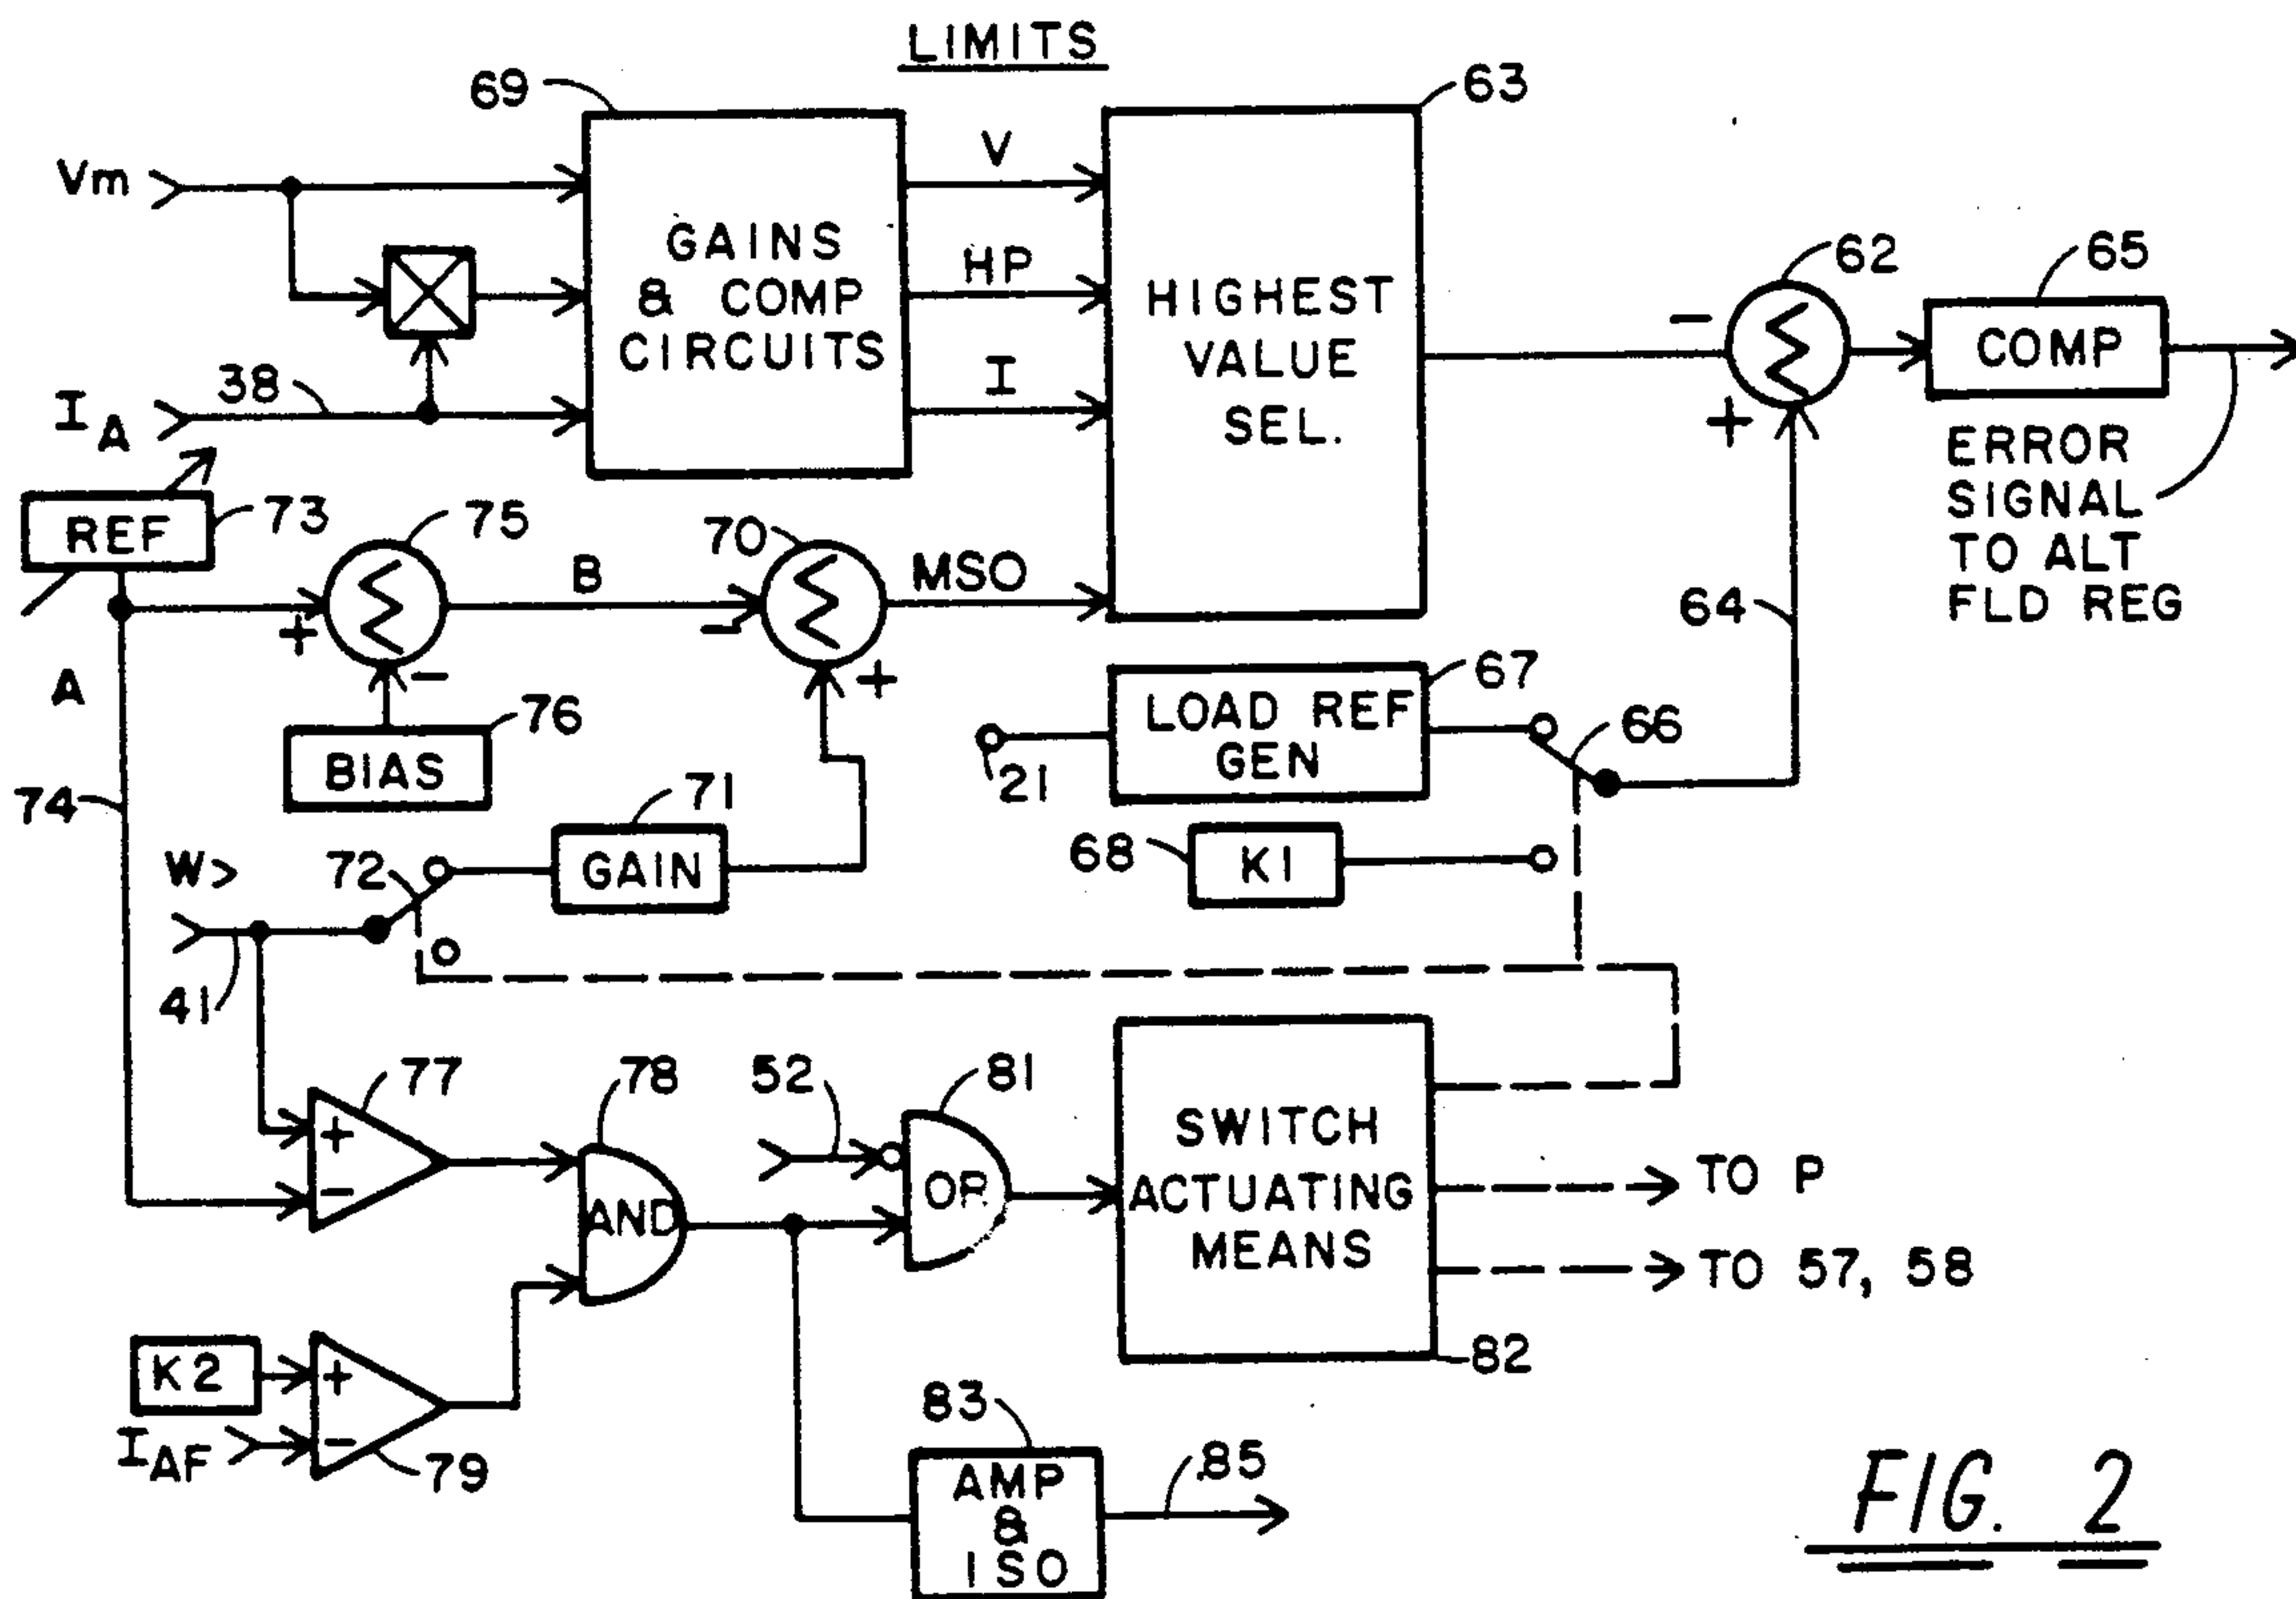 LIMITS
69
63
Vm
V
GAINS
& COMP
CIRCUITS
HP
HIGHEST
VALUE
SEL.
62
65
-
COMP
I
38
I A
+
ERROR
SIGNAL
TO ALT
FLD REG
REF
73
75
70
B
MSO
+
-
64
A
-
+
76
BIAS
67
LOAD REF
GEN
66
21
74
71
W>
72
GAIN
68
K1
41
77
78
52
81
+
-
AND
OR
SWITCH
ACTUATING
MEANS
TO P
TO 57, 58
82
K2
+
-
I AF
79
83
AMP
&
ISO
85
FIG. 2